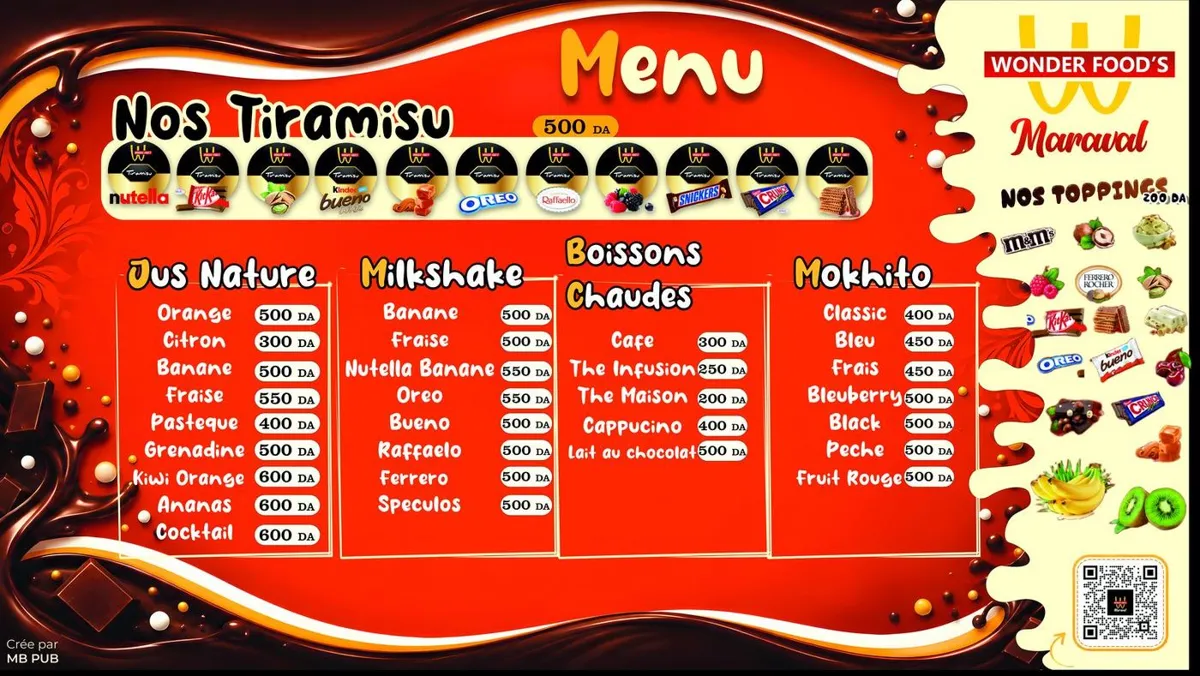 Menu
WONDER FOOD'S
Maraval
Nos Tiramisu
500 DA
nutella
KitKat
kinder bueno
OREO
Raffaello
SNICKERS
CRUNCH
NOS TOPPINGS
200 DA
m&m's
FERRERO ROCHER
KitKat
OREO
kinder bueno
CRUNCH
Jus Nature
Orange 500 DA
Citron 300 DA
Banane 500 DA
Fraise 550 DA
Pasteque 400 DA
Grenadine 500 DA
Kiwi Orange 600 DA
Ananas 600 DA
Cocktail 600 DA
Milkshake
Banane 500 DA
Fraise 500 DA
Nutella Banane 550 DA
Oreo 550 DA
Bueno 500 DA
Raffaelo 500 DA
Ferrero 500 DA
Speculos 500 DA
Boissons
Chaudes
Cafe 300 DA
The Infusion 250 DA
The Maison 200 DA
Cappucino 400 DA
Lait au chocolat 500 DA
Mokhito
Classic 400 DA
Bleu 450 DA
Frais 450 DA
Bleuberry 500 DA
Black 500 DA
Peche 500 DA
Fruit Rouge 500 DA
Crée par
MB PUB